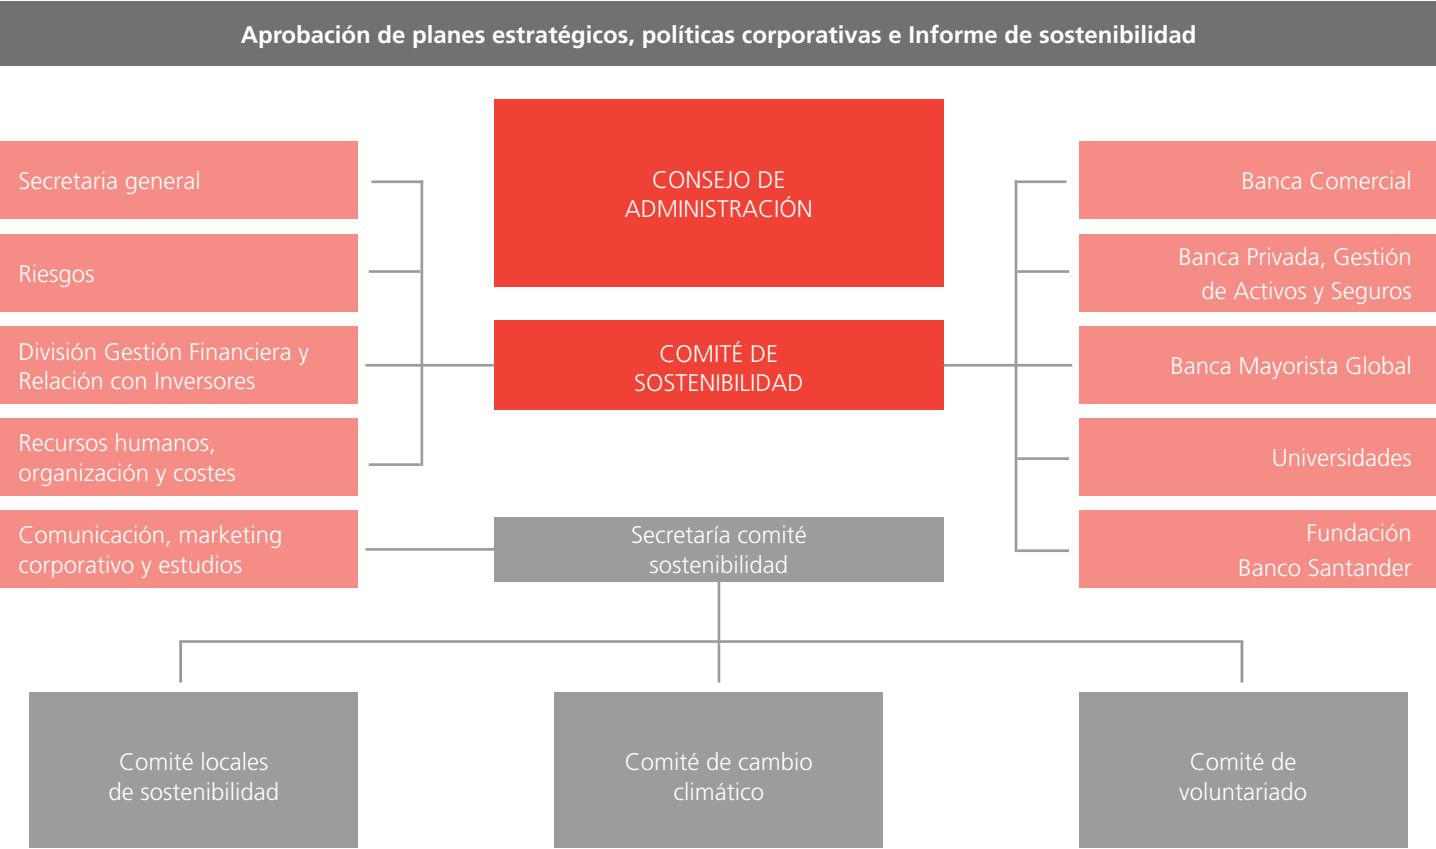 Aprobación de planes estratégicos, políticas corporativas e Informe de sostenibilidad
CONSEJO DE
ADMINISTRACIÓN
COMITÉ DE
SOSTENIBILIDAD
Secretaria general
Riesgos
División Gestión Financiera y
Relación con Inversores
Recursos humanos,
organización y costes
Comunicación, marketing
corporativo y estudios
Banca Comercial
Banca Privada, Gestión
de Activos y Seguros
Banca Mayorista Global
Universidades
Fundación
Banco Santander
Secretaría comité
sostenibilidad
Comité locales
de sostenibilidad
Comité de cambio
climático
Comité de
voluntariado